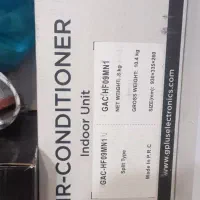 AIR-CONDITIONER
Indoor Unit
GAC-HF09MN1
NET WEIGHT: 8 kg
GROSS WEIGHT: 10.4 kg
GAC-HF09MN1
Split Type
Made in P.R.C
www.gpluselectronics.com